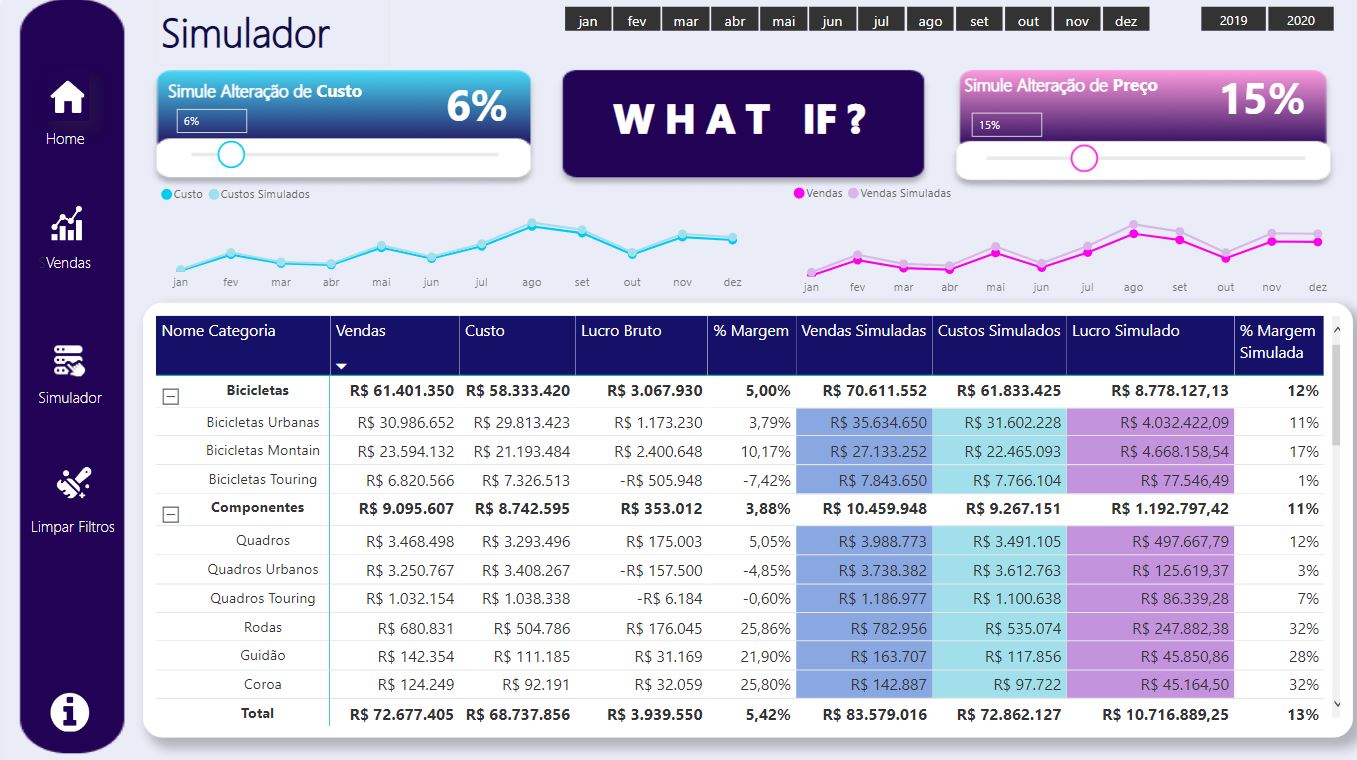 Simulador
jan fev mar abr mai jun jul ago set out nov dez 2019 2020
Home
Vendas
Simulador
Limpar Filtros
Simule Alteração de Custo
6%
6%
WHAT IF?
Simule Alteração de Preço
15%
15%
Custo Custos Simulados
jan fev mar abr mai jun jul ago set out nov dez
Vendas Vendas Simuladas
jan fev mar abr mai jun jul ago set out nov dez
Nome Categoria Vendas Custo Lucro Bruto % Margem Vendas Simuladas Custos Simulados Lucro Simulado % Margem Simulada
Bicicletas R$ 61.401.350 R$ 58.333.420 R$ 3.067.930 5,00% R$ 70.611.552 R$ 61.833.425 R$ 8.778.127,13 12%
Bicicletas Urbanas R$ 30.986.652 R$ 29.813.423 R$ 1.173.230 3,79% R$ 35.634.650 R$ 31.602.228 R$ 4.032.422,09 11%
Bicicletas Montain R$ 23.594.132 R$ 21.193.484 R$ 2.400.648 10,17% R$ 27.133.252 R$ 22.465.093 R$ 4.668.158,54 17%
Bicicletas Touring R$ 6.820.566 R$ 7.326.513 -R$ 505.948 -7,42% R$ 7.843.650 R$ 7.766.104 R$ 77.546,49 1%
Componentes R$ 9.095.607 R$ 8.742.595 R$ 353.012 3,88% R$ 10.459.948 R$ 9.267.151 R$ 1.192.797,42 11%
Quadros R$ 3.468.498 R$ 3.293.496 R$ 175.003 5,05% R$ 3.988.773 R$ 3.491.105 R$ 497.667,79 12%
Quadros Urbanos R$ 3.250.767 R$ 3.408.267 -R$ 157.500 -4,85% R$ 3.738.382 R$ 3.612.763 R$ 125.619,37 3%
Quadros Touring R$ 1.032.154 R$ 1.038.338 -R$ 6.184 -0,60% R$ 1.186.977 R$ 1.100.638 R$ 86.339,28 7%
Rodas R$ 680.831 R$ 504.786 R$ 176.045 25,86% R$ 782.956 R$ 535.074 R$ 247.882,38 32%
Guidão R$ 142.354 R$ 111.185 R$ 31.169 21,90% R$ 163.707 R$ 117.856 R$ 45.850,86 28%
Coroa R$ 124.249 R$ 92.191 R$ 32.059 25,80% R$ 142.887 R$ 97.722 R$ 45.164,50 32%
Total R$ 72.677.405 R$ 68.737.856 R$ 3.939.550 5,42% R$ 83.579.016 R$ 72.862.127 R$ 10.716.889,25 13%